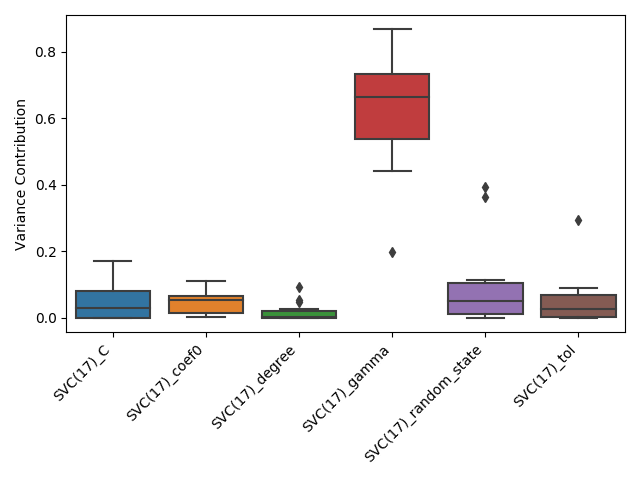 Variance Contribution
0.8
0.6
0.4
0.2
0.0
SVC(17)_C
SVC(17)_coef0
SVC(17)_degree
SVC(17)_gamma
SVC(17)_random_state
SVC(17)_tol